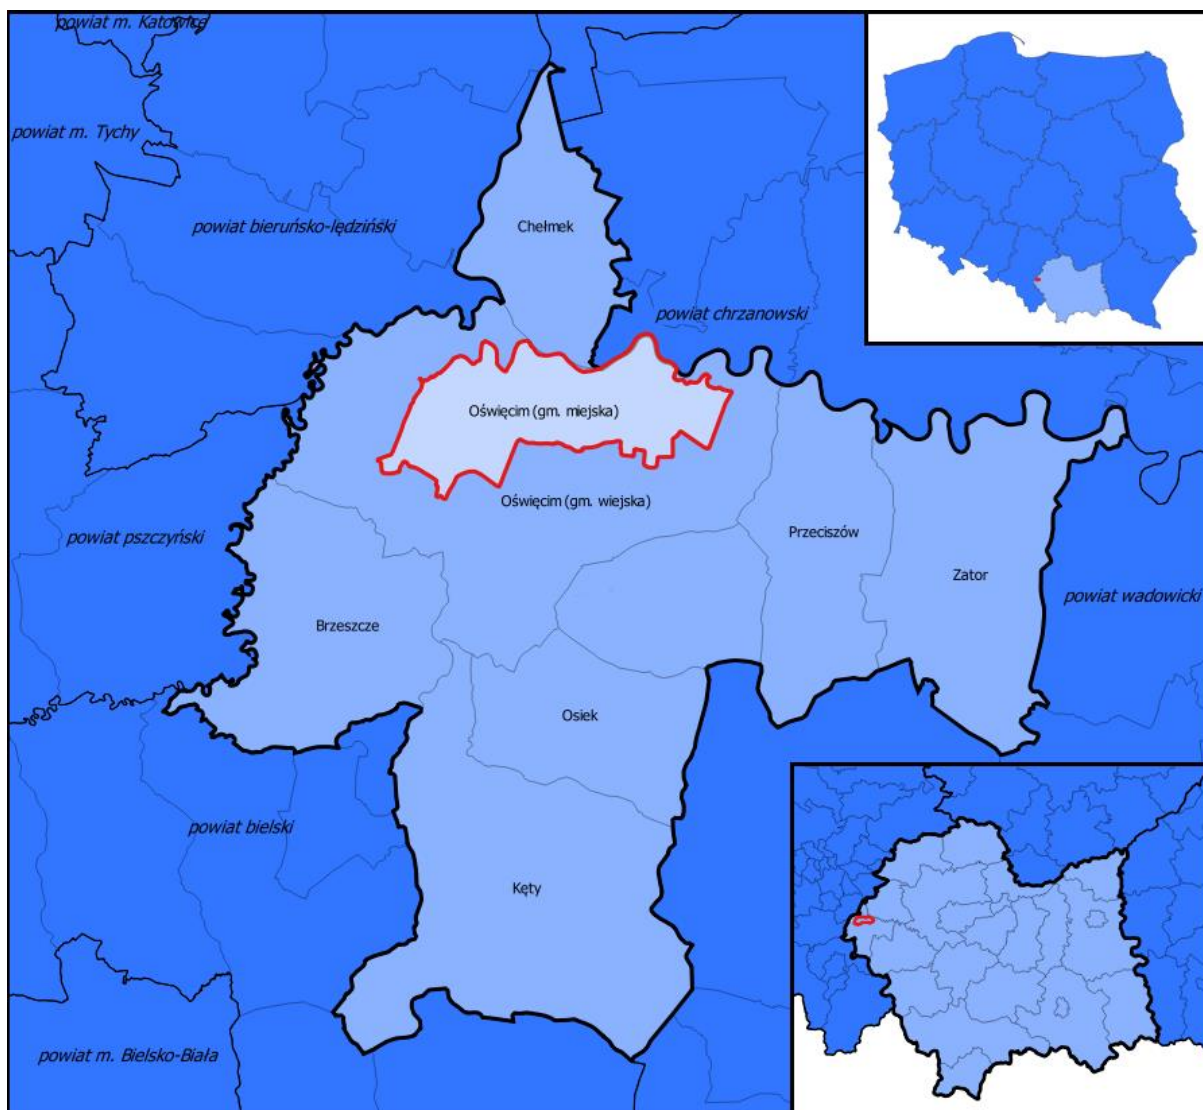 powiat m. Katowice
powiat m. Tychy
powiat bieruńsko-lędziński
Chełmek
powiat chrzanowski
Oświęcim (gm. miejska)
Oświęcim (gm. wiejska)
powiat pszczyński
Przeciszów
Zator
powiat wadowicki
Brzeszcze
Osiek
powiat bielski
Kęty
powiat m. Bielsko-Biała